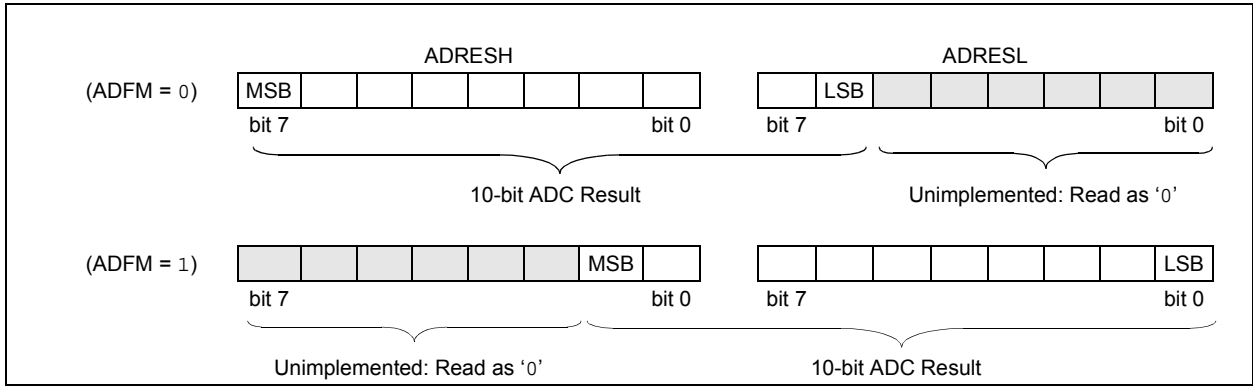 ADRESH ADRESL
(ADFM = 0) MSB LSB
bit 7 bit 0 bit 7 bit 0
10-bit ADC Result Unimplemented: Read as ‘0’
(ADFM = 1) MSB LSB
bit 7 bit 0 bit 7 bit 0
Unimplemented: Read as ‘0’ 10-bit ADC Result